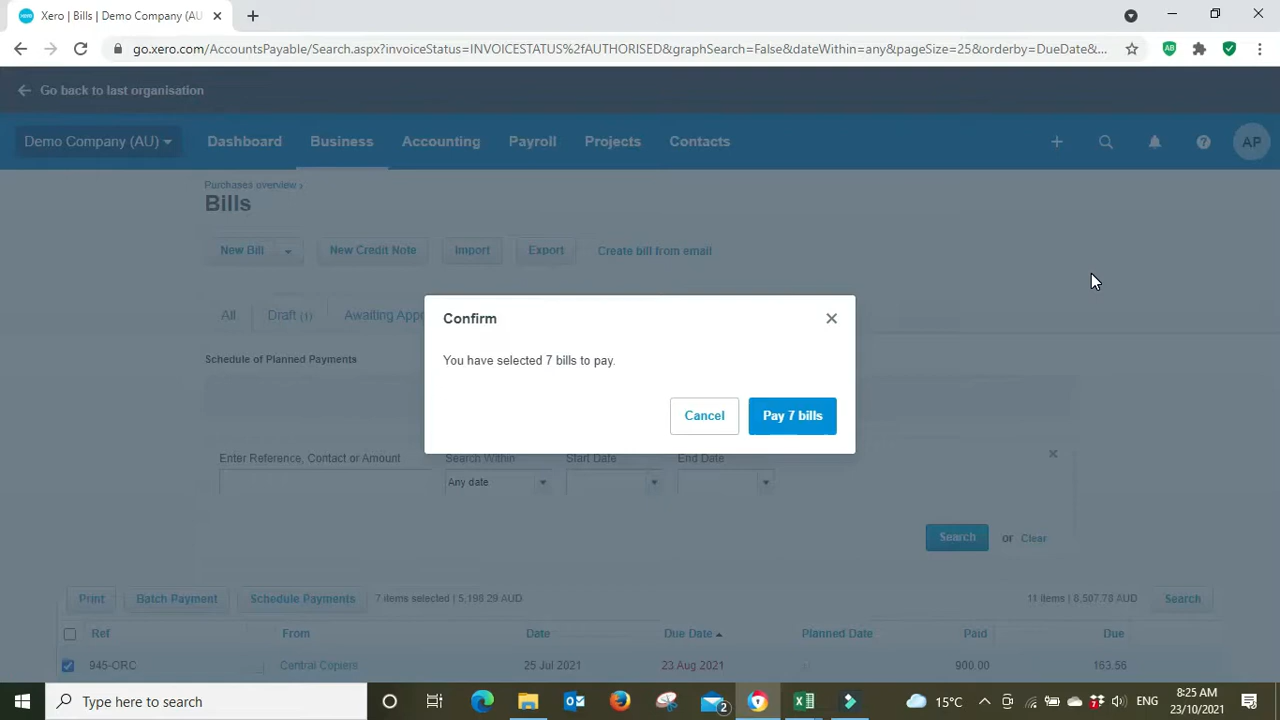 Xero | Bills | Demo Company (AU)
go.xero.com/AccountsPayable/Search.aspx?invoiceStatus=INVOICESTATUS%2fAUTHORISED&graphSearch=False&dateWithin=any&pageSize=25&orderby=DueDate&...
Go back to last organisation
Demo Company (AU) Dashboard Business Accounting Payroll Projects Contacts AP
Purchases overview ›
Bills
New Bill New Credit Note Import Export Create bill from email
All Draft (1) Awaiting Appr
Schedule of Planned Payments
Confirm
You have selected 7 bills to pay.
Cancel Pay 7 bills
Enter Reference, Contact or Amount Search Within Start Date End Date
Any date
Search or Clear
Print Batch Payment Schedule Payments 7 items selected | 5,198.29 AUD 11 items | 8,507.78 AUD Search
Ref From Date Due Date Planned Date Paid Due
945-ORC Central Copiers 25 Jul 2021 23 Aug 2021 900.00 163.56
Type here to search 2 15°C ENG 8:25 AM
23/10/2021